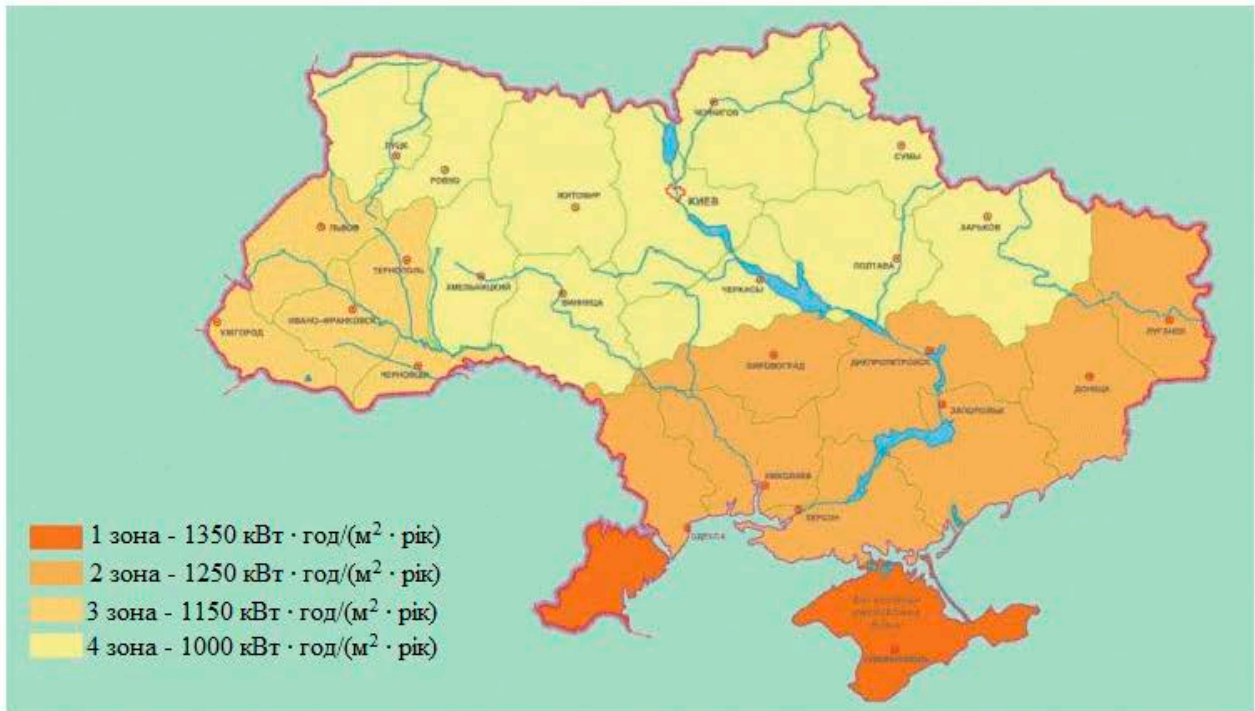 ЧЕРНИГОВ
ЛУЦК
СУМЫ
РОВНО
ЖИТОМИР
КИЕВ
ЛЬВОВ
ХАРЬКОВ
ТЕРНОПОЛЬ
ПОЛТАВА
ХМЕЛЬНИЦКИЙ
ЧЕРКАСЫ
ВИННИЦА
ИВАНО-ФРАНКОВСК
УЖГОРОД
ЛУГАНСК
КИРОВОГРАД
ДНЕПРОПЕТРОВСК
ЧЕРНОВЦЫ
ДОНЕЦК
ЗАПОРОЖЬЕ
НИКОЛАЕВ
ХЕРСОН
ОДЕССА
1 зона - 1350 кВт · год/(м² · рік)
2 зона - 1250 кВт · год/(м² · рік)
3 зона - 1150 кВт · год/(м² · рік)
4 зона - 1000 кВт · год/(м² · рік)
СИМФЕРОПОЛЬ